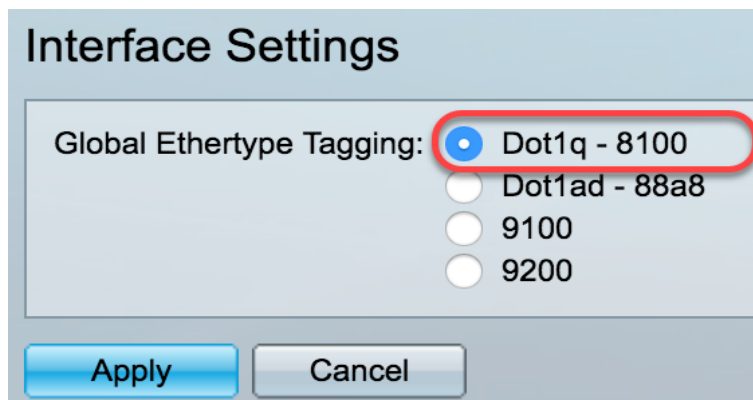 Interface Settings
Global Ethertype Tagging: Dot1q - 8100
Dot1ad - 88a8
9100
9200
Apply Cancel